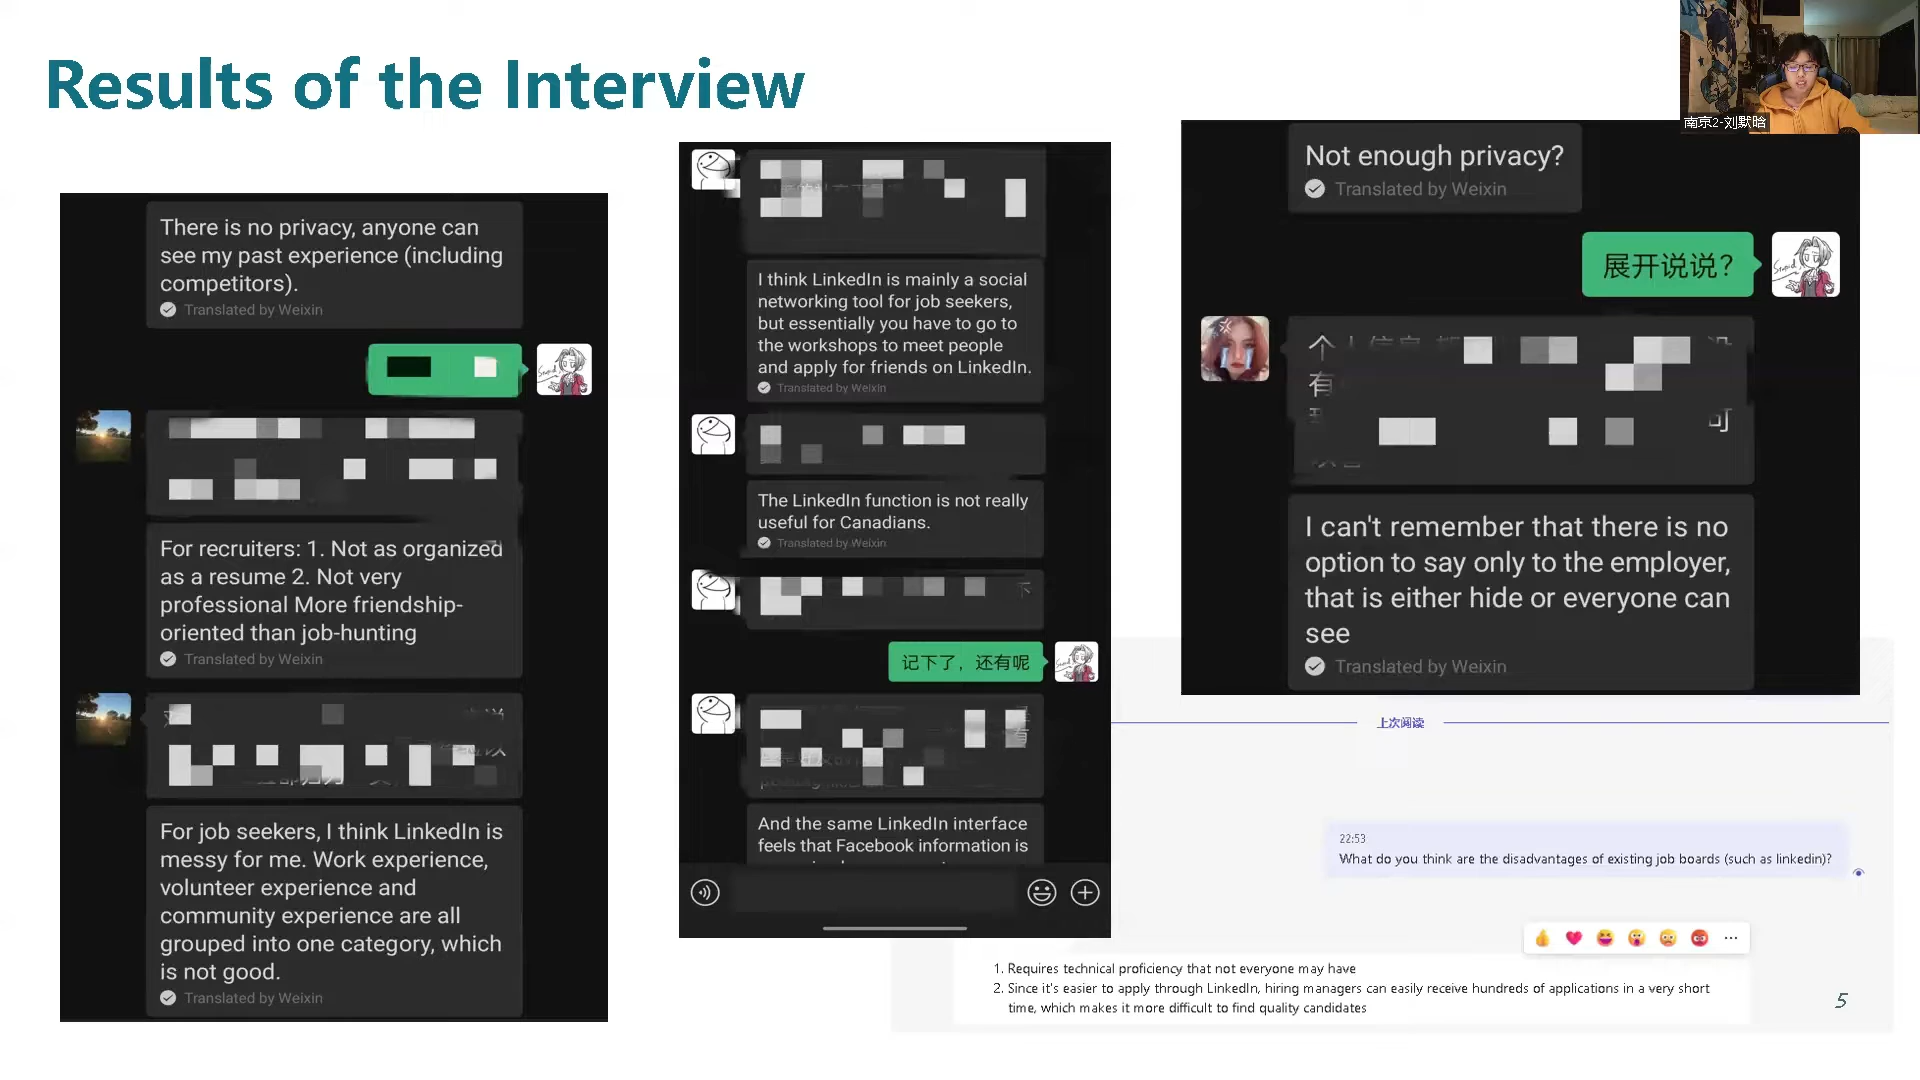 Results of the Interview
南京2-刘默晗
There is no privacy, anyone can
see my past experience (including
competitors).
Translated by Weixin
For recruiters: 1. Not as organized
as a resume 2. Not very
professional More friendship-
oriented than job-hunting
Translated by Weixin
For job seekers, I think LinkedIn is
messy for me. Work experience,
volunteer experience and
community experience are all
grouped into one category, which
is not good.
Translated by Weixin
I think LinkedIn is mainly a social
networking tool for job seekers,
but essentially you have to go to
the workshops to meet people
and apply for friends on LinkedIn.
Translated by Weixin
The LinkedIn function is not really
useful for Canadians.
Translated by Weixin
记下了，还有呢
And the same LinkedIn interface
feels that Facebook information is
Not enough privacy?
Translated by Weixin
展开说说？
个
有
可
I can't remember that there is no
option to say only to the employer,
that is either hide or everyone can
see
Translated by Weixin
上次阅读
22:53
What do you think are the disadvantages of existing job boards (such as linkedin)?
1. Requires technical proficiency that not everyone may have
2. Since it's easier to apply through LinkedIn, hiring managers can easily receive hundreds of applications in a very short
time, which makes it more difficult to find quality candidates
5